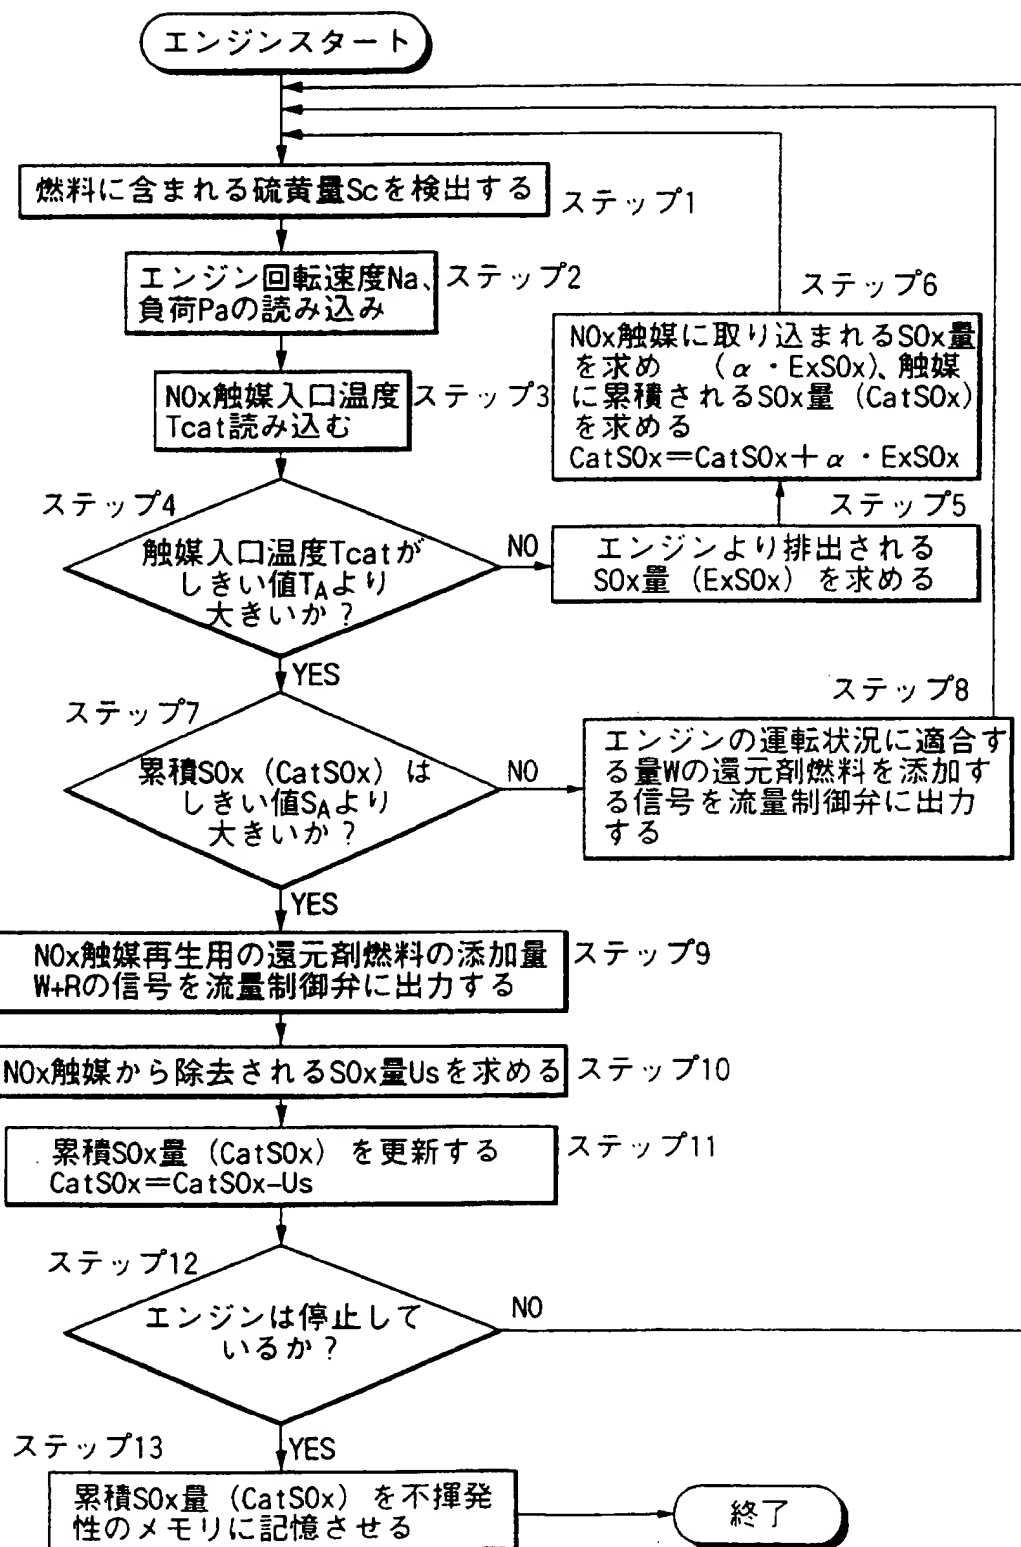 エンジンスタート
燃料に含まれる硫黄量Scを検出する
ステップ1
エンジン回転速度Na、
負荷Paの読み込み
ステップ2
NOx触媒入口温度
Tcat読み込む
ステップ3
ステップ4
触媒入口温度Tcatが
しきい値TAより
大きいか?
NO
YES
ステップ5
エンジンより排出される
SOx量(ExSOx)を求める
ステップ6
NOx触媒に取り込まれるSOx量
を求め (α・ExSOx)、触媒
に累積されるSOx量(CatSOx)
を求める
CatSOx=CatSOx+α・ExSOx
ステップ7
累積SOx(CatSOx)は
しきい値SAより
大きいか?
NO
YES
ステップ8
エンジンの運転状況に適合す
る量Wの還元剤燃料を添加す
る信号を流量制御弁に出力
する
NOx触媒再生用の還元剤燃料の添加量
W+Rの信号を流量制御弁に出力する
ステップ9
NOx触媒から除去されるSOx量Usを求める
ステップ10
累積SOx量(CatSOx)を更新する
CatSOx=CatSOx-Us
ステップ11
ステップ12
エンジンは停止して
いるか?
NO
YES
ステップ13
累積SOx量(CatSOx)を不揮発
性のメモリに記憶させる
終了